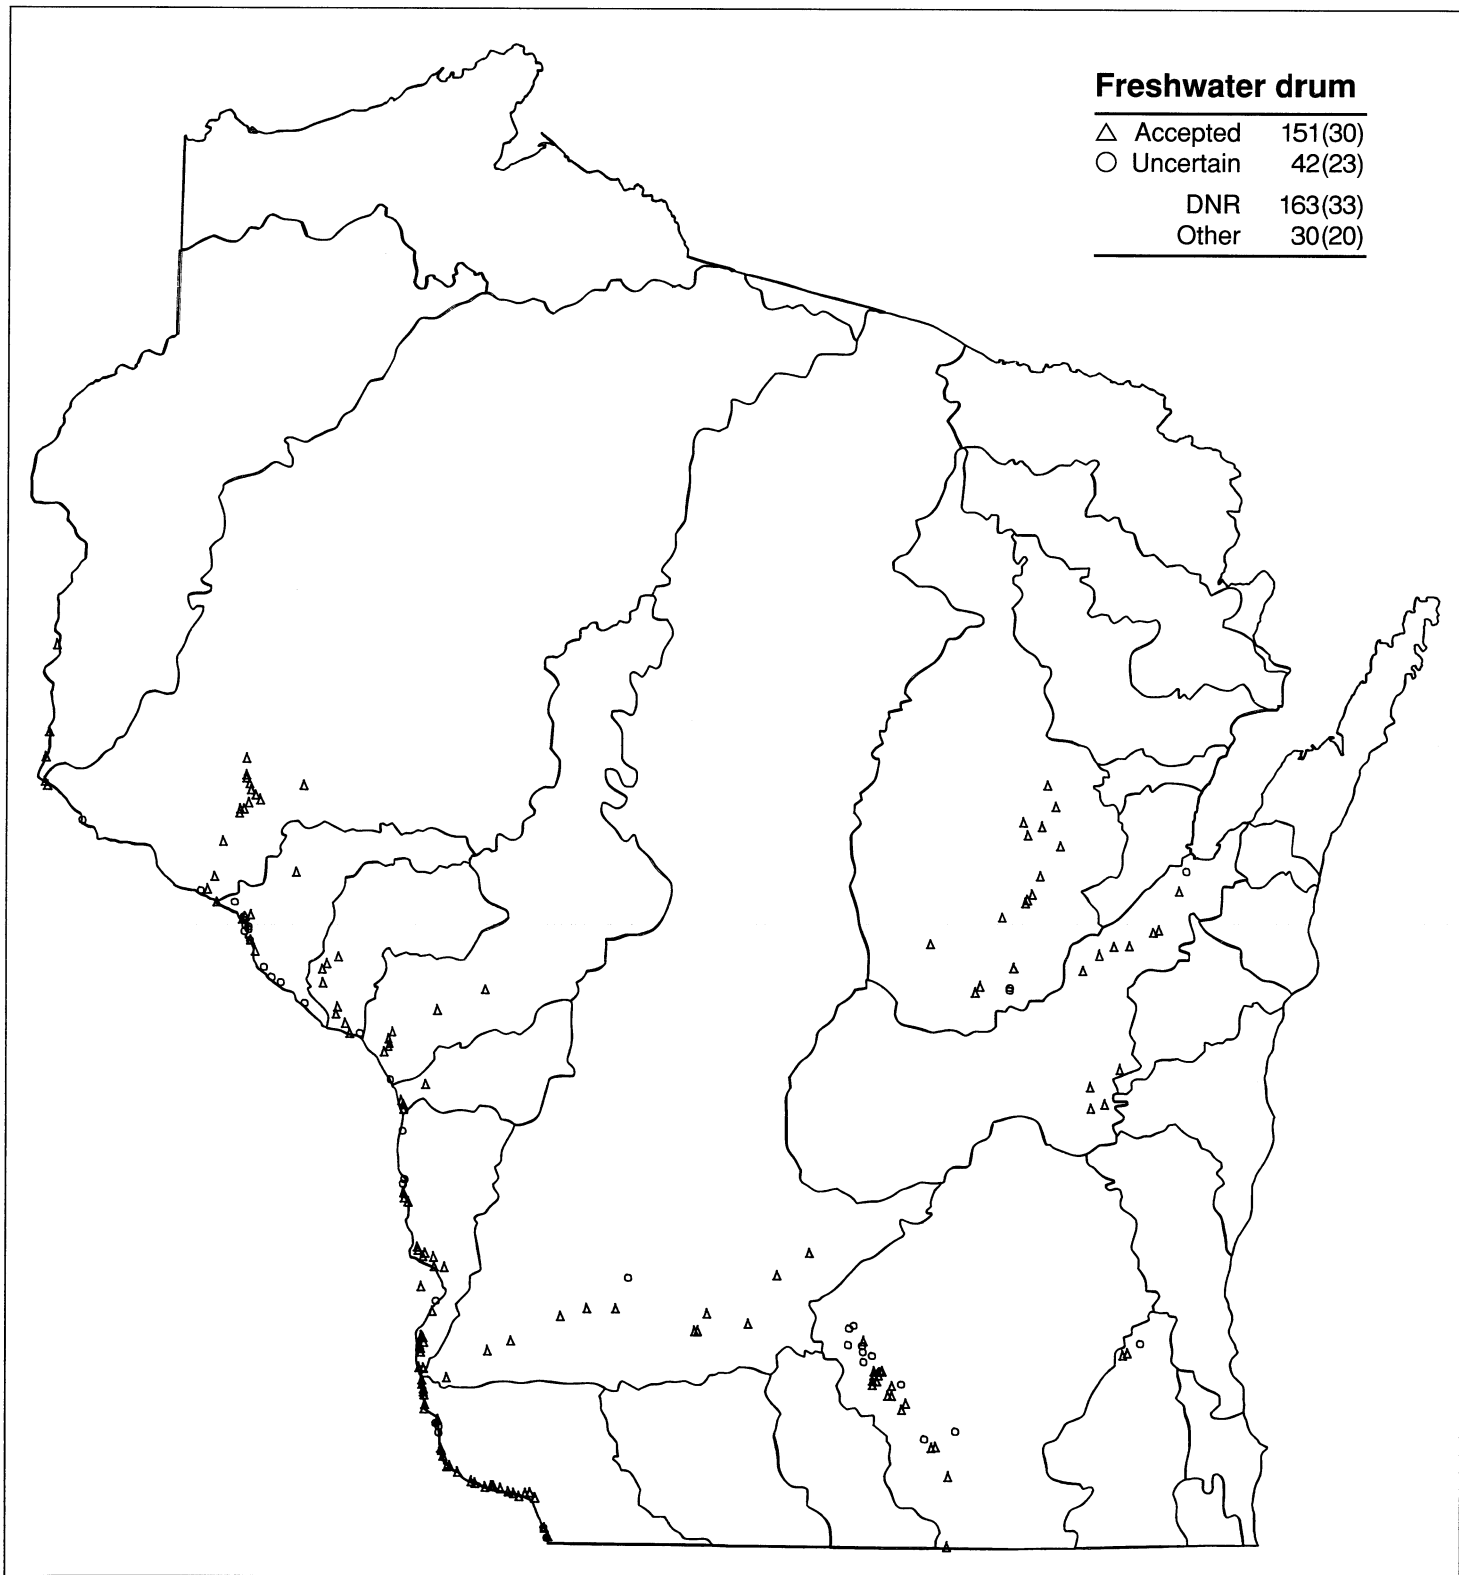 Freshwater drum
△ Accepted 151(30)
○ Uncertain 42(23)
DNR 163(33)
Other 30(20)